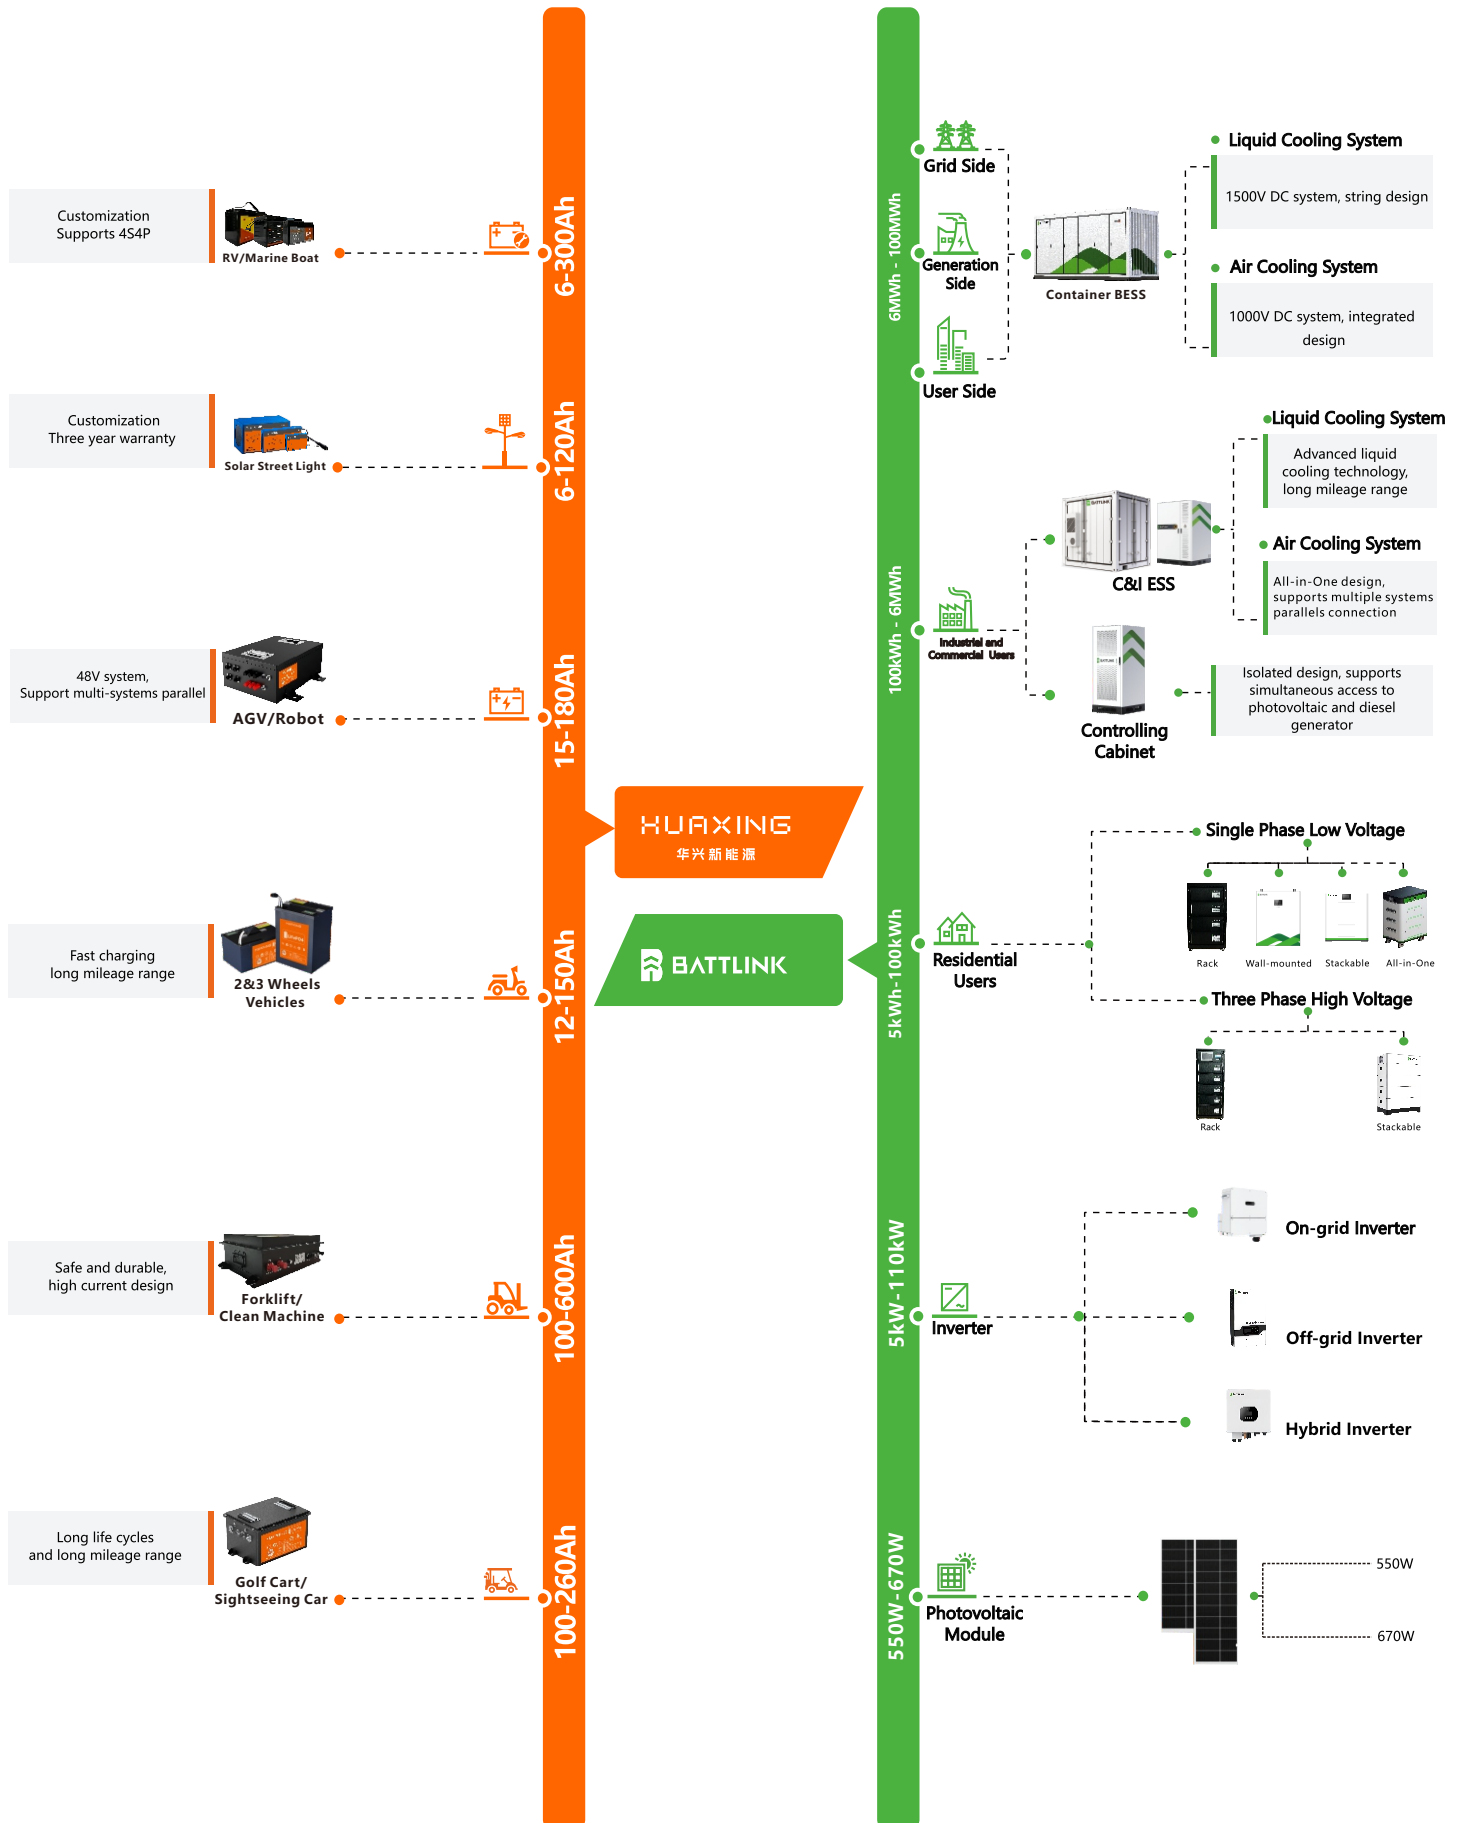 Customization
Supports 4S4P
RV/Marine Boat
6-300Ah
Customization
Three year warranty
Solar Street Light
6-120Ah
48V system,
Support multi-systems parallel
AGV/Robot
15-180Ah
HUAXING
华兴新能源
Fast charging
long mileage range
2&3 Wheels
Vehicles
12-150Ah
Safe and durable,
high current design
Forklift/
Clean Machine
100-600Ah
Long life cycles
and long mileage range
Golf Cart/
Sightseeing Car
100-260Ah
BATTLINK
6MWh - 100MWh
Grid Side
Generation
Side
User Side
Container BESS
Liquid Cooling System
1500V DC system, string design
Air Cooling System
1000V DC system, integrated
design
100kWh - 6MWh
Industrial and
Commercial Users
BATTLINK
C&I ESS
Liquid Cooling System
Advanced liquid
cooling technology,
long mileage range
Air Cooling System
All-in-One design,
supports multiple systems
parallels connection
BATTLINK
Controlling
Cabinet
Isolated design, supports
simultaneous access to
photovoltaic and diesel
generator
5kWh-100kWh
Residential
Users
Single Phase Low Voltage
Rack
Wall-mounted
Stackable
All-in-One
Three Phase High Voltage
Rack
Stackable
5kW-110kW
Inverter
On-grid Inverter
Off-grid Inverter
Hybrid Inverter
550W-670W
Photovoltaic
Module
550W
670W